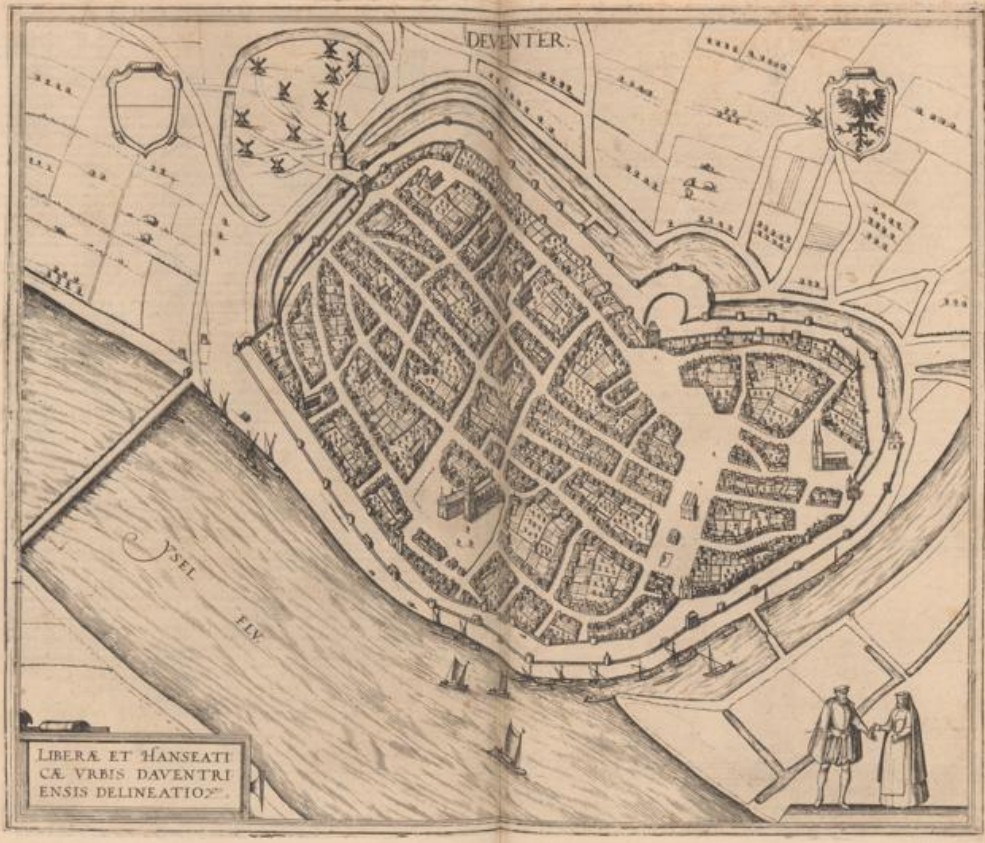 DEVENTER.
YSEL
FLV.
LIBERÆ ET HANSEATI
CÆ VRBIS DAVENTRI
ENSIS DELINEATIO